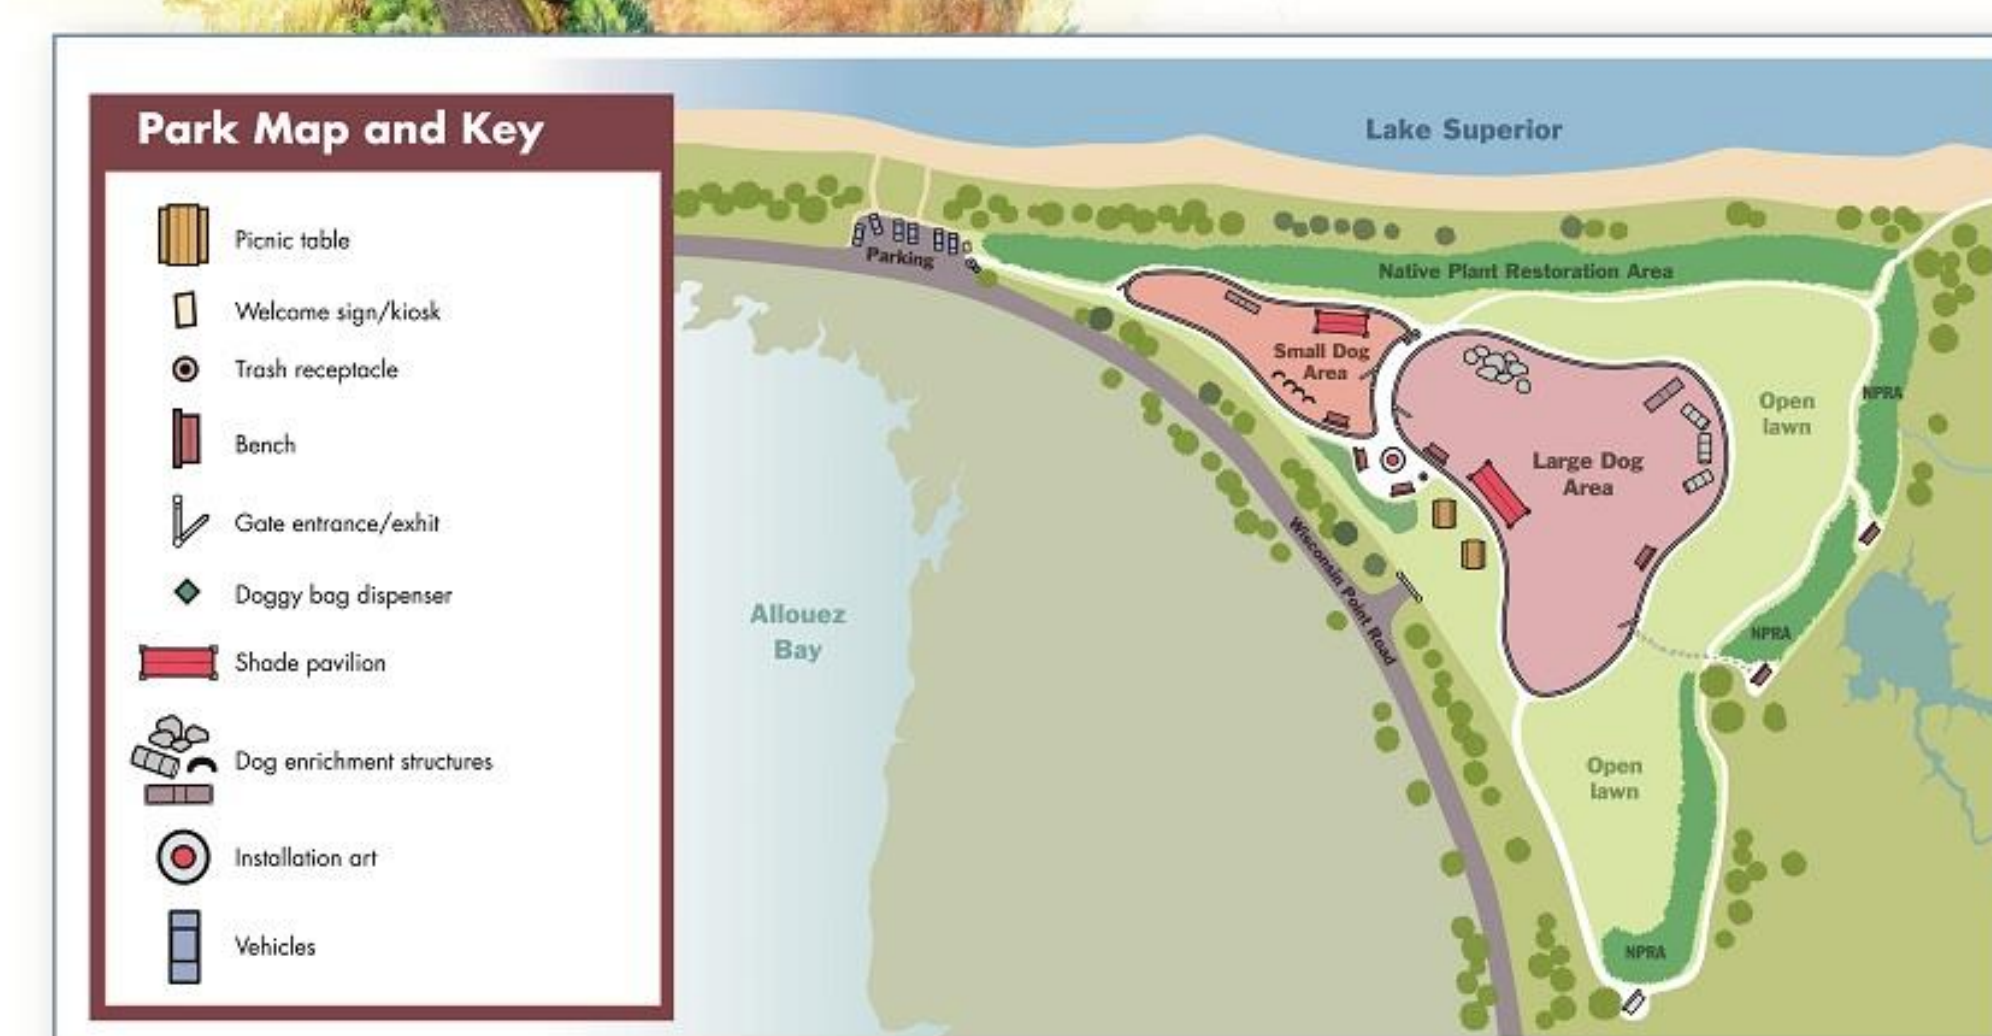 Park Map and Key
Picnic table
Welcome sign/kiosk
Trash receptacle
Bench
Gate entrance/exhit
Doggy bag dispenser
Shade pavilion
Dog enrichment structures
Installation art
Vehicles
Lake Superior
Parking
Native Plant Restoration Area
Small Dog
Area
Open
lawn
NPRA
Large Dog
Area
Wisconsin Point Road
Allouez
Bay
NPRA
Open
lawn
NPRA